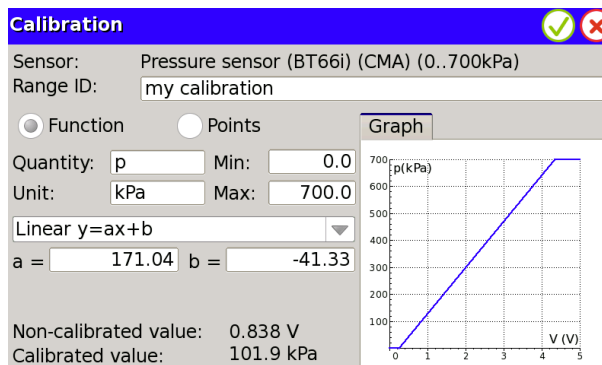 Calibration
Sensor: Pressure sensor (BT66i) (CMA) (0..700kPa)
Range ID: my calibration
Function Points
Graph
Quantity: p Min: 0.0
Unit: kPa Max: 700.0
Linear y=ax+b
a = 171.04 b = -41.33
Non-calibrated value: 0.838 V
Calibrated value: 101.9 kPa
700 p(kPa)
600
500
400
300
200
100
V (V)
0 1 2 3 4 5